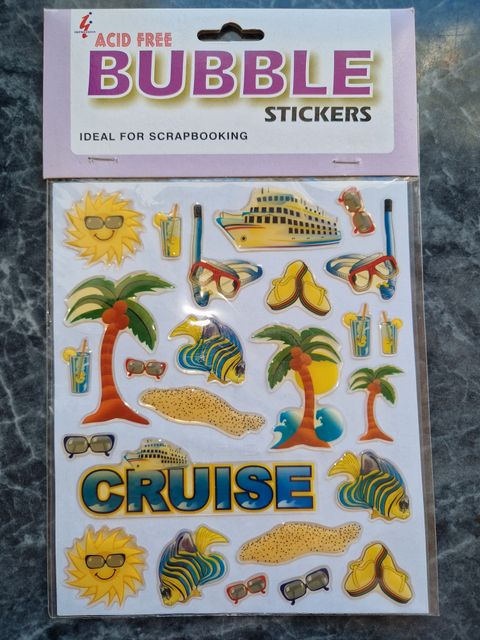 ACID FREE
BUBBLE
STICKERS
IDEAL FOR SCRAPBOOKING
CRUISE